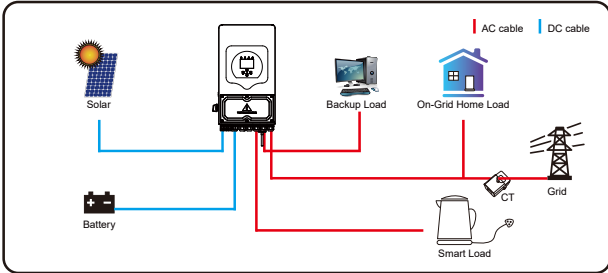 AC cable
DC cable
Solar
Backup Load
On-Grid Home Load
CT
Grid
Battery
Smart Load